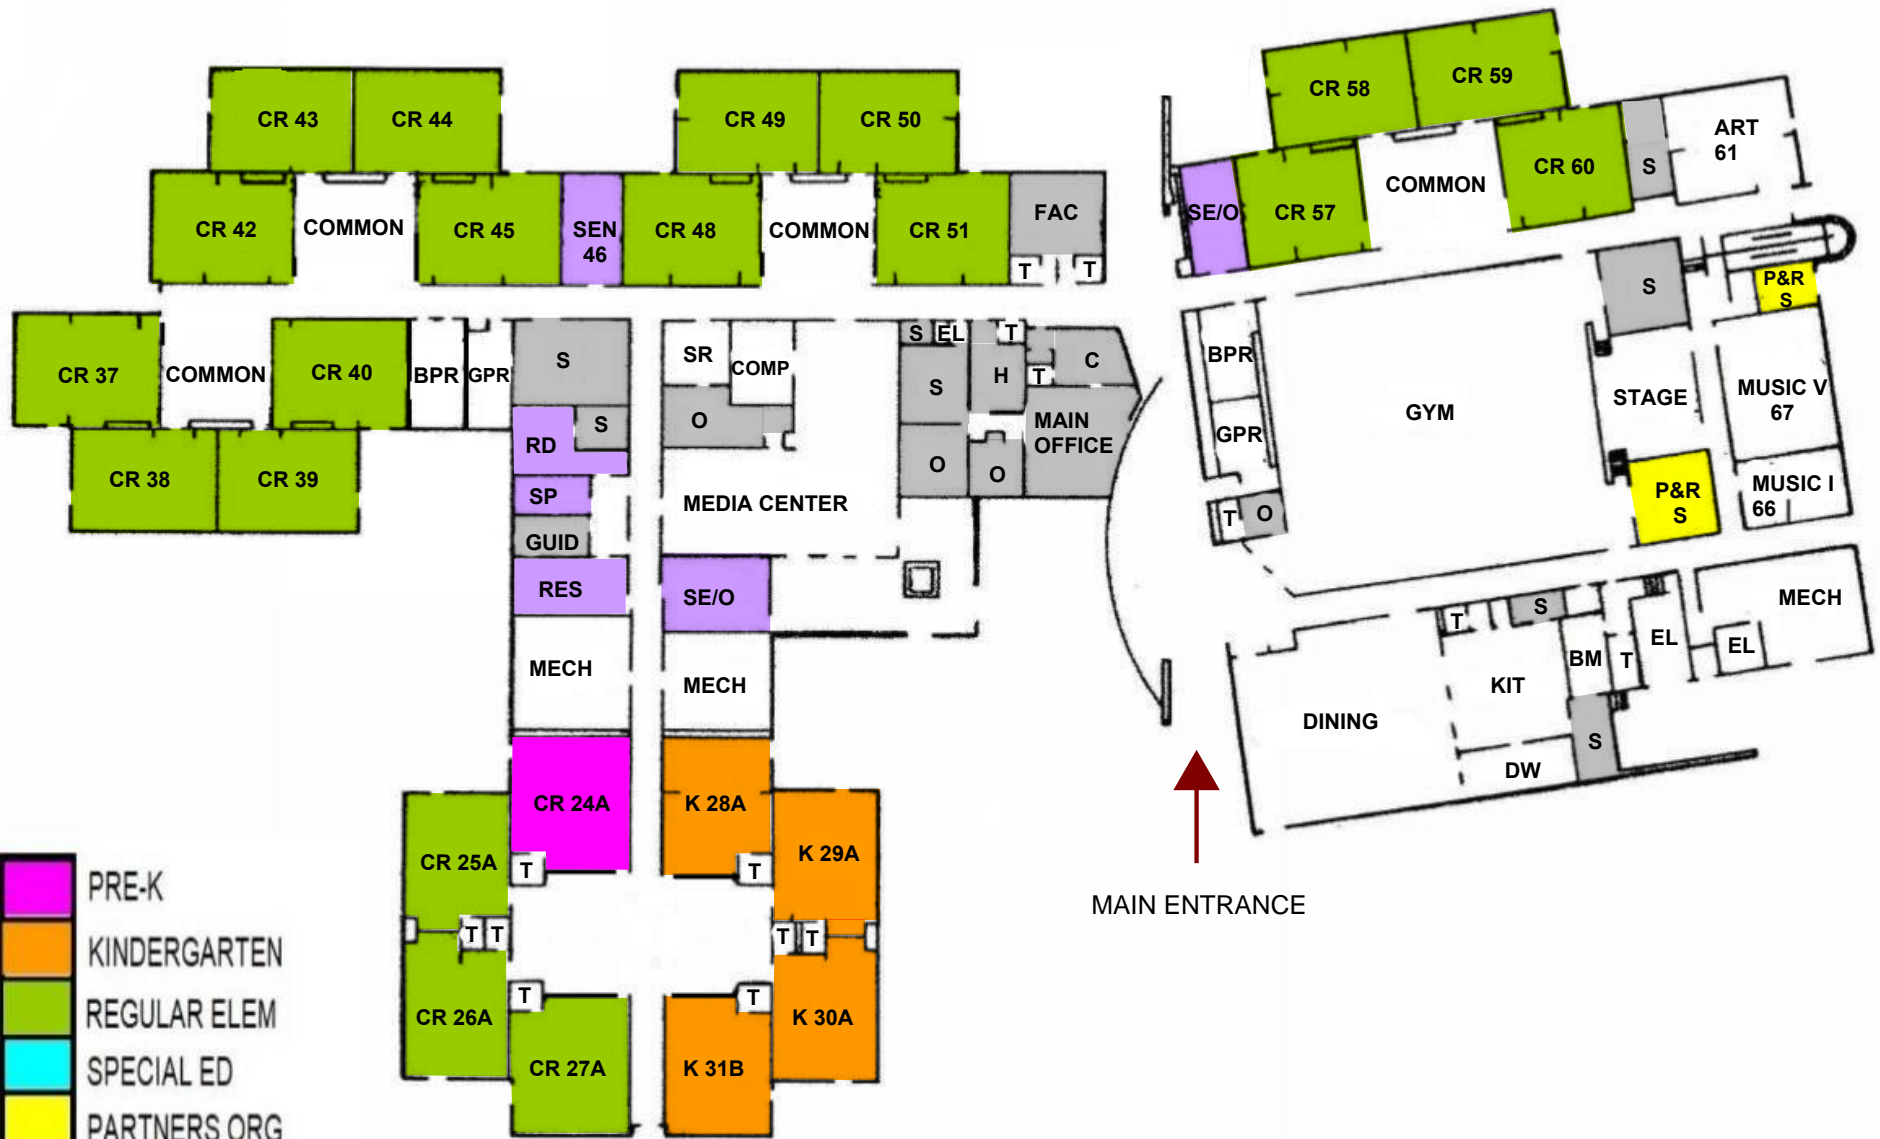 CR 43
CR 44
CR 49
CR 50
CR 58
CR 59
ART
61
S
CR 60
COMMON
SE/O
CR 57
CR 42
COMMON
CR 45
SEN
46
CR 48
COMMON
CR 51
FAC
T
T
S
P&R
S
CR 37
COMMON
CR 40
BPR
GPR
S
SR
COMP
S
EL
T
S
H
T
C
BPR
GYM
STAGE
MUSIC V
67
CR 38
CR 39
RD
S
O
MAIN
OFFICE
O
O
GPR
SP
MEDIA CENTER
T
O
P&R
S
MUSIC I
66
GUID
RES
SE/O
MECH
MECH
T
S
BM
T
EL
EL
MECH
KIT
DINING
S
DW
CR 24A
K 28A
CR 25A
T
T
K 29A
T
T
T
T
CR 26A
T
T
K 30A
CR 27A
K 31B
MAIN ENTRANCE
PRE-K
KINDERGARTEN
REGULAR ELEM
SPECIAL ED
PARTNERS ORG